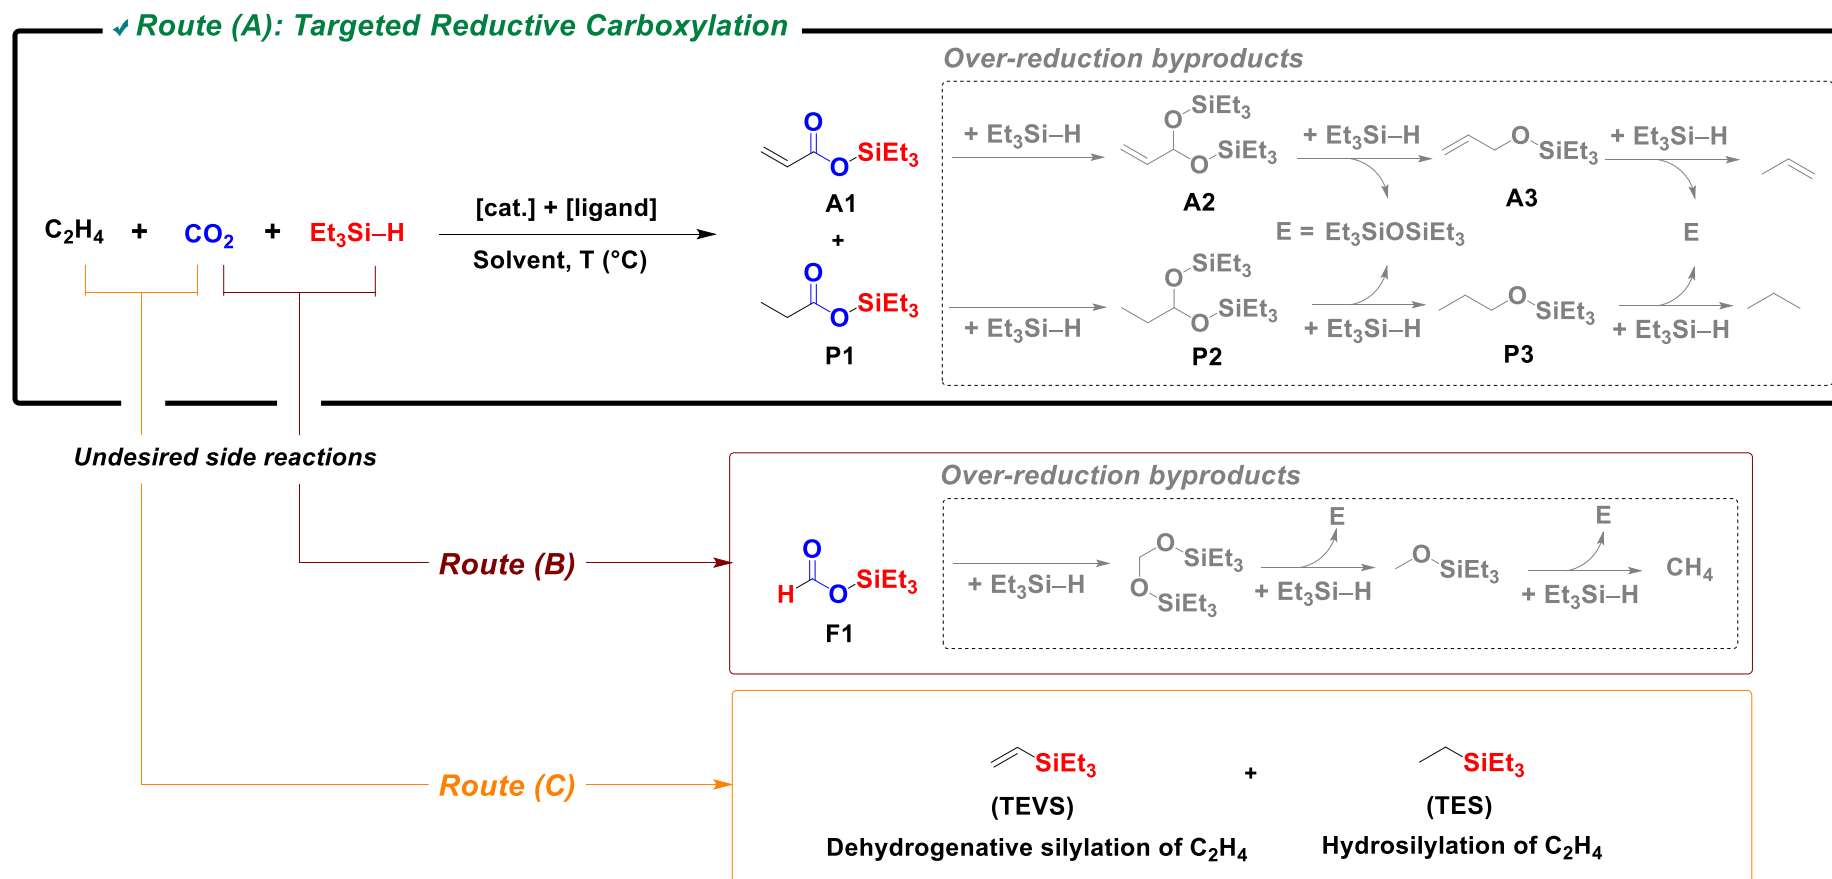 ✓ Route (A): Targeted Reductive Carboxylation
Over-reduction byproducts
C₂H₄ + CO₂ + Et₃Si–H
[cat.] + [ligand]
Solvent, T (°C)
O
O
SiEt₃
A1
+
O
O
SiEt₃
P1
+ Et₃Si–H
O
SiEt₃
O
SiEt₃
A2
+ Et₃Si–H
O
SiEt₃
A3
+ Et₃Si–H
E = Et₃SiOSiEt₃
E
+ Et₃Si–H
O
SiEt₃
O
SiEt₃
P2
+ Et₃Si–H
O
SiEt₃
P3
+ Et₃Si–H
Undesired side reactions
Route (B)
Over-reduction byproducts
O
H
O
SiEt₃
F1
+ Et₃Si–H
O
SiEt₃
O
SiEt₃
E
+ Et₃Si–H
O
SiEt₃
E
+ Et₃Si–H
CH₄
Route (C)
SiEt₃
(TEVS)
Dehydrogenative silylation of C₂H₄
+
SiEt₃
(TES)
Hydrosilylation of C₂H₄